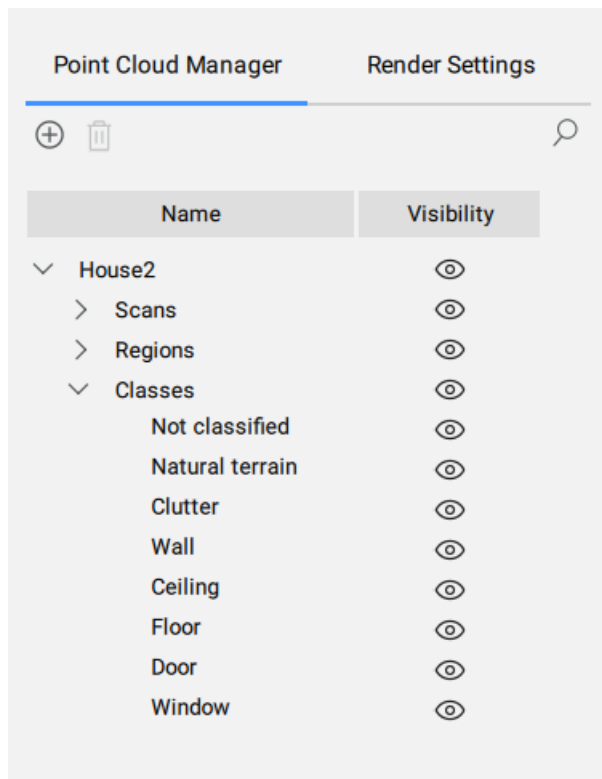 Point Cloud Manager Render Settings
Name Visibility
House2
Scans
Regions
Classes
Not classified
Natural terrain
Clutter
Wall
Ceiling
Floor
Door
Window